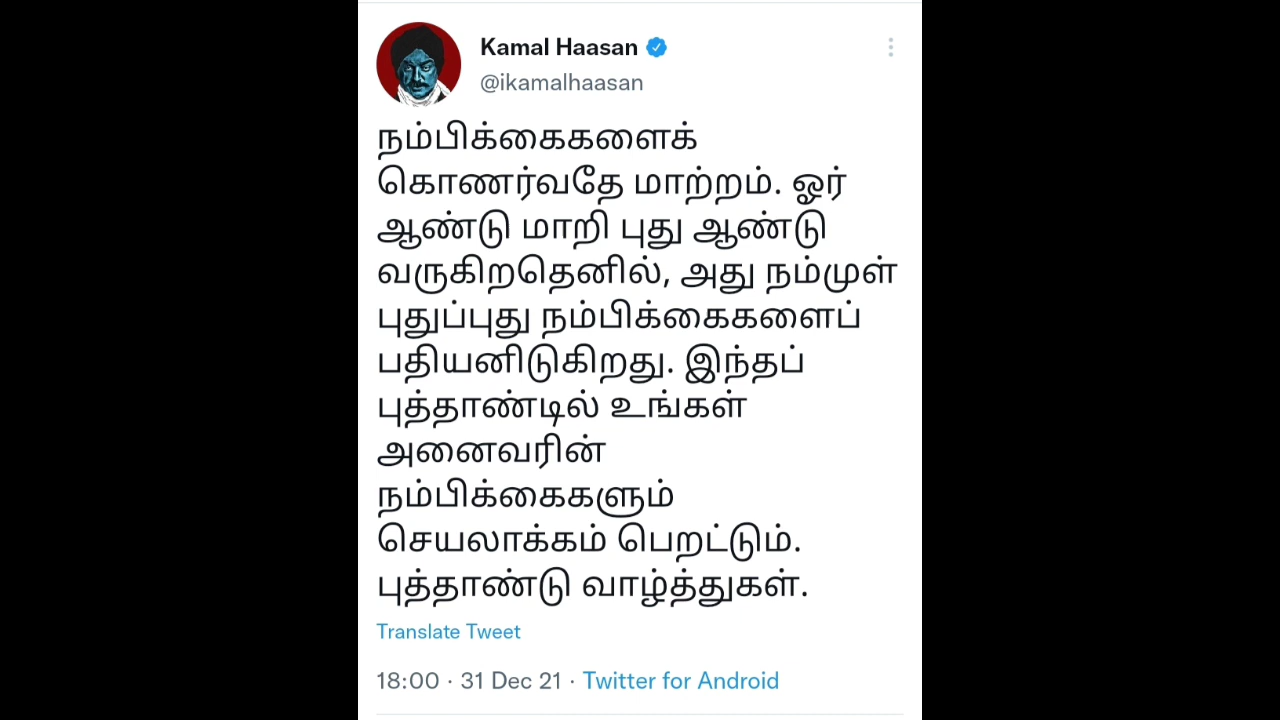 Kamal Haasan
@ikamalhaasan
நம்பிக்கைகளைக்
கொணர்வதே மாற்றம். ஓர்
ஆண்டு மாறி புது ஆண்டு
வருகிறதெனில், அது நம்முள்
புதுப்புது நம்பிக்கைகளைப்
பதியனிடுகிறது. இந்தப்
புத்தாண்டில் உங்கள்
அனைவரின்
நம்பிக்கைகளும்
செயலாக்கம் பெறட்டும்.
புத்தாண்டு வாழ்த்துகள்.
Translate Tweet
18:00 · 31 Dec 21 · Twitter for Android